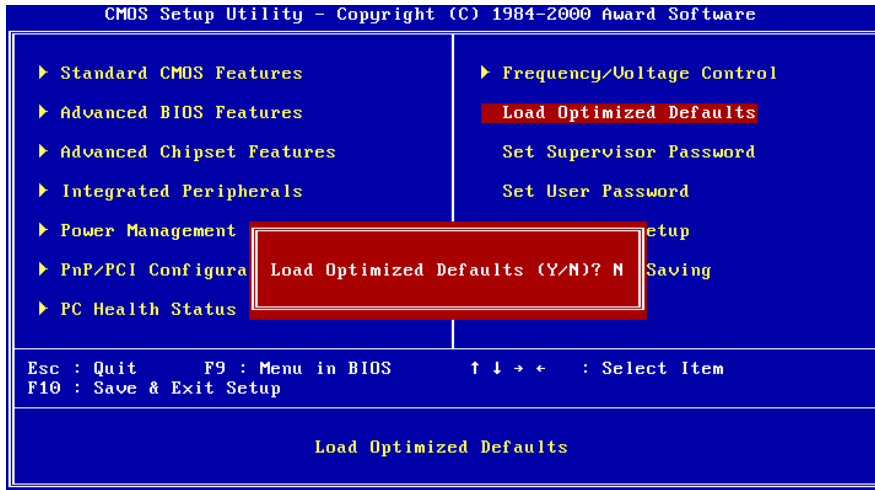 CMOS Setup Utility - Copyright (C) 1984-2000 Award Software
▶ Standard CMOS Features
▶ Advanced BIOS Features
▶ Advanced Chipset Features
▶ Integrated Peripherals
▶ Power Management
▶ PnP/PCI Configura
▶ PC Health Status
▶ Frequency/Voltage Control
Load Optimized Defaults
Set Supervisor Password
Set User Password
etup
Saving
Load Optimized Defaults (Y/N)? N
Esc : Quit F9 : Menu in BIOS ↑ ↓ → ← : Select Item
F10 : Save & Exit Setup
Load Optimized Defaults